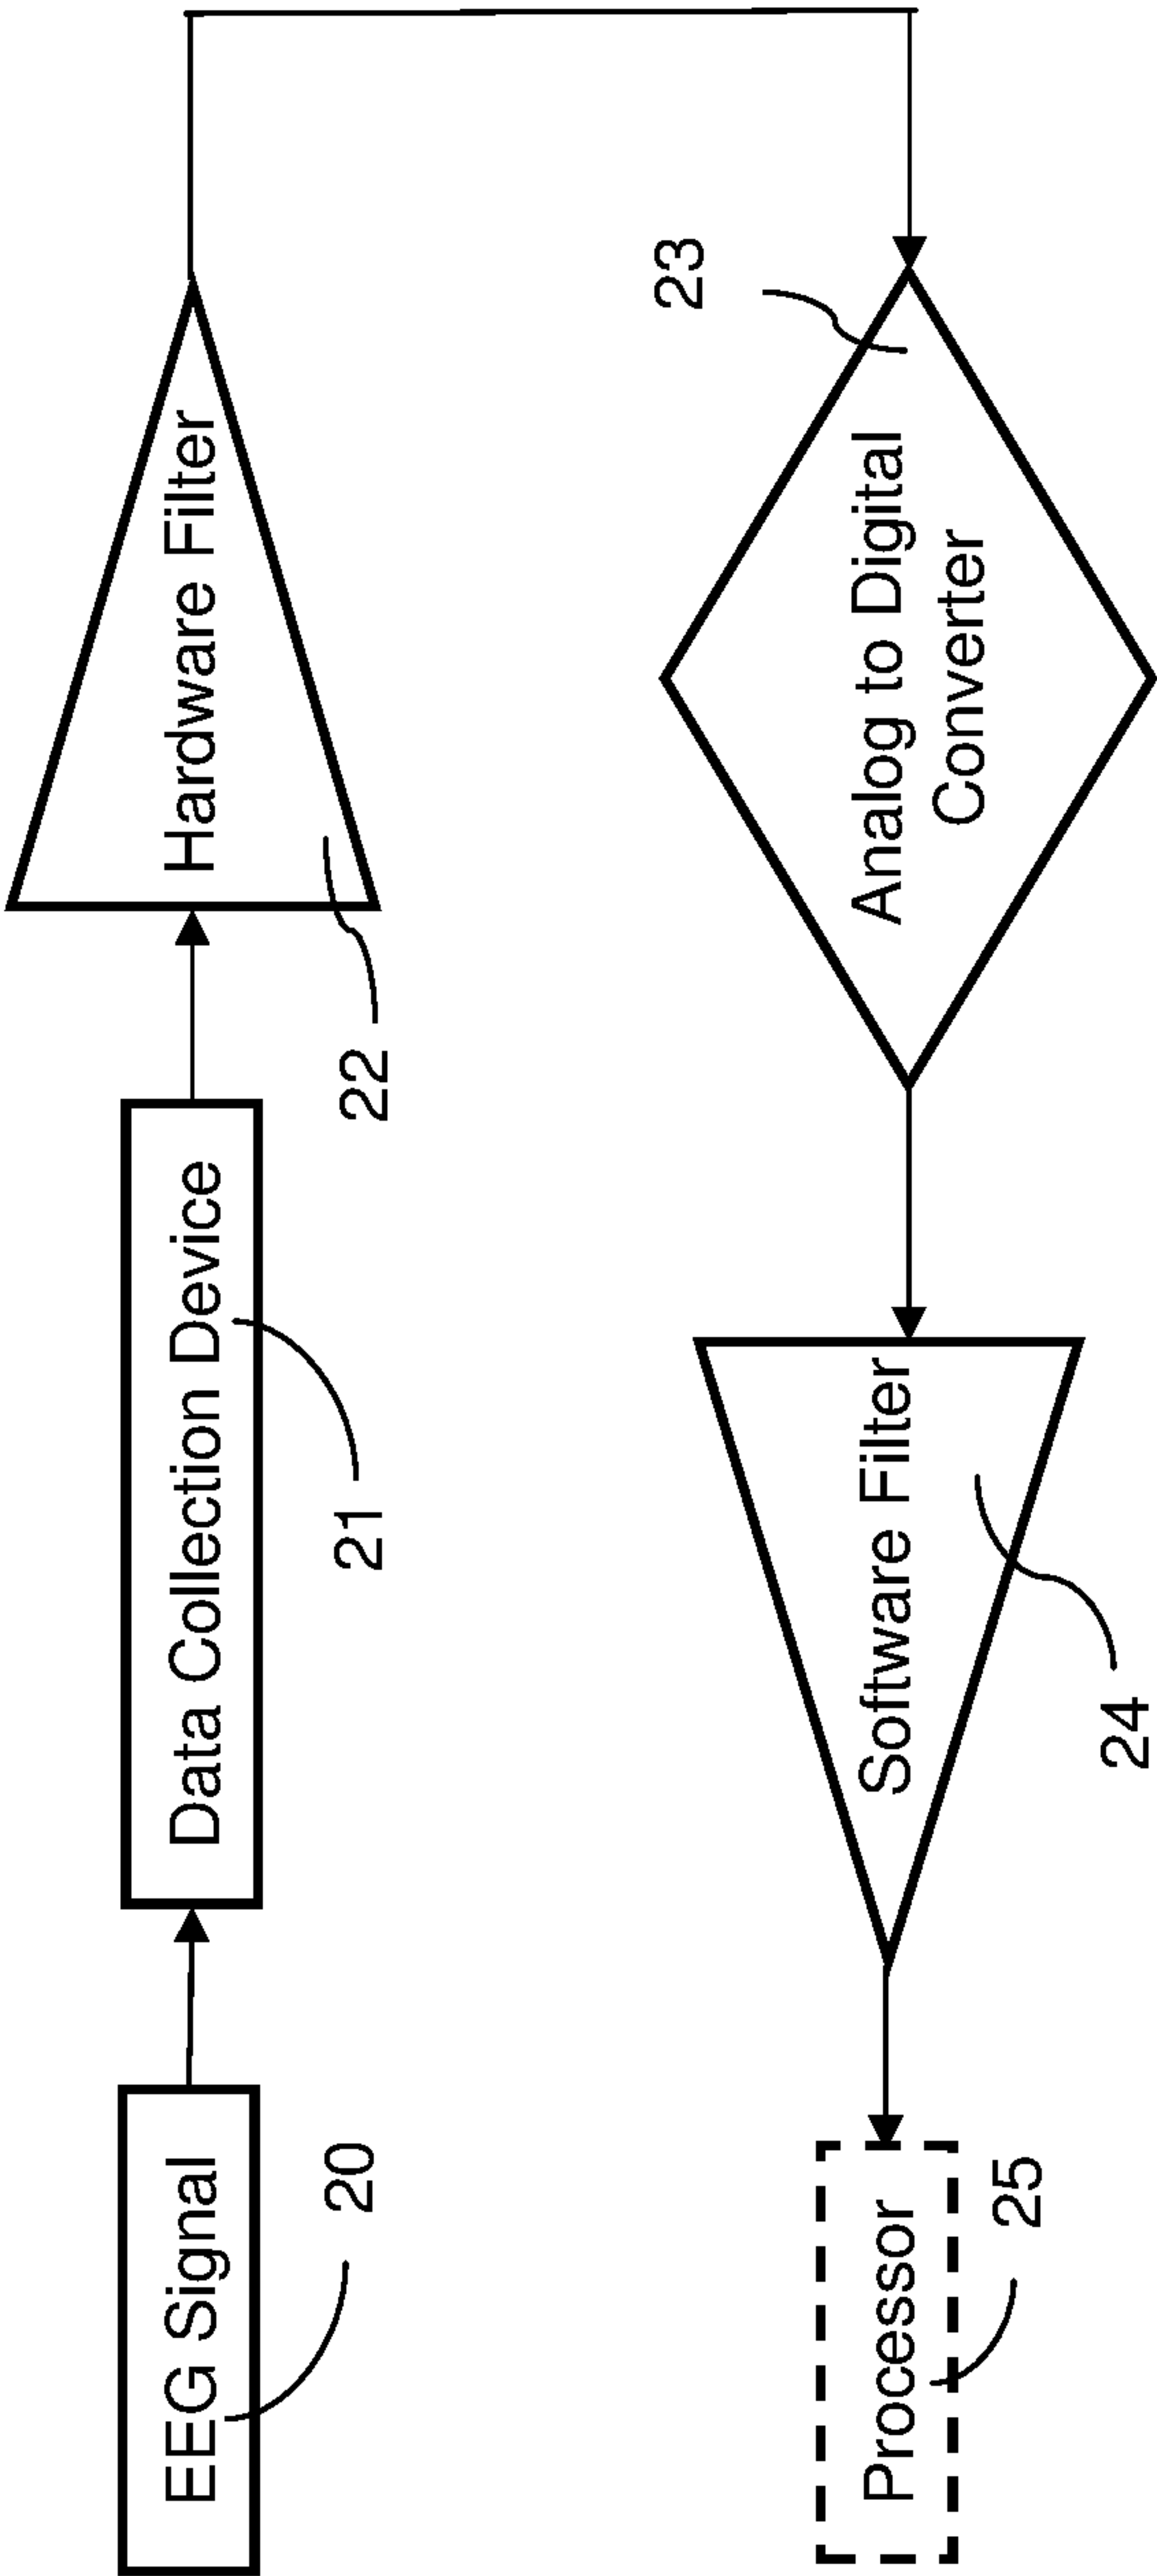 EEG Signal
20
Data Collection Device
21
Hardware Filter
22
Analog to Digital
Converter
23
Software Filter
24
Processor
25